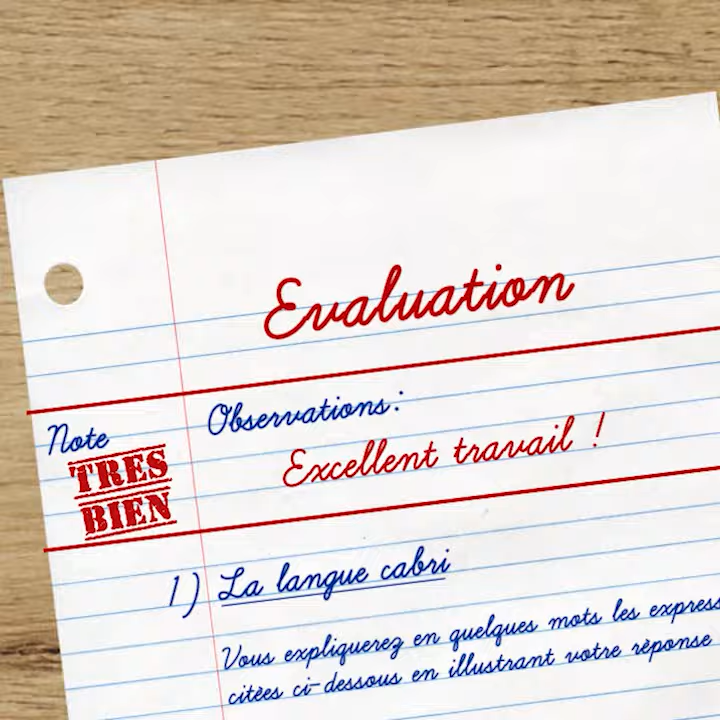 Evaluation
Note
Observations:
TRES
BIEN
Excellent travail !
1) La langue cabri
Vous expliquerez en quelques mots les express
citées ci-dessous en illustrant votre réponse